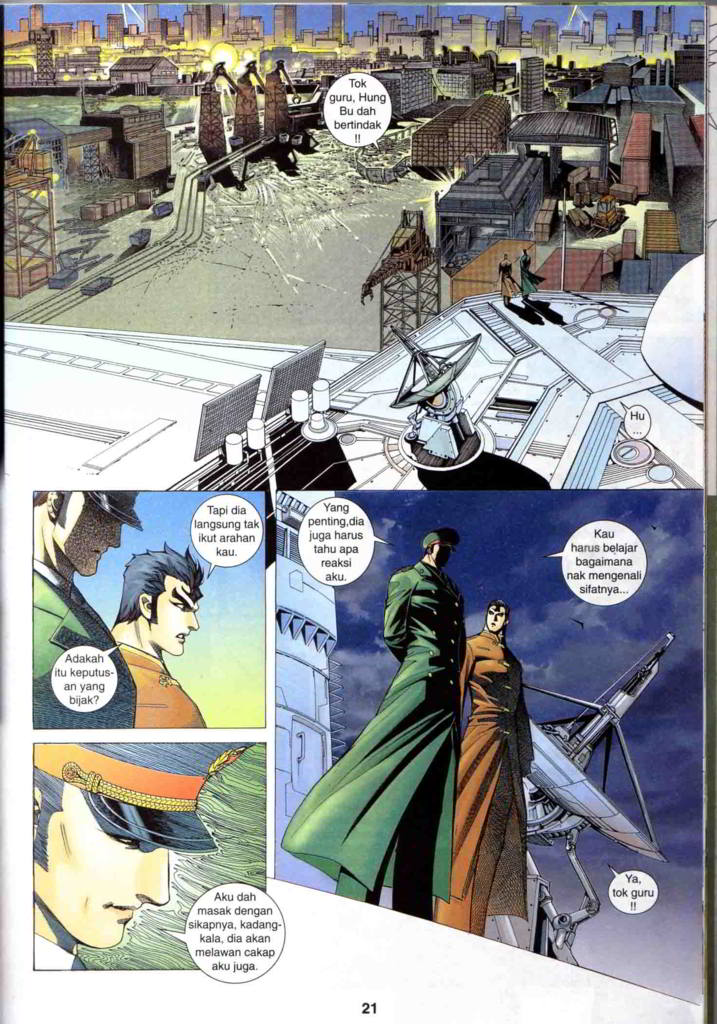 Tok
guru, Hung
Bu dah
bertindak
!!
Hu
...
Tapi dia
langsung tak
ikut arahan
kau.
Adakah
itu keputus-
an yang
bijak?
Yang
penting,dia
juga harus
tahu apa
reaksi
aku.
Kau
harus belajar
bagaimana
nak mengenali
sifatnya...
Ya,
tok guru
!!
Aku dah
masak dengan
sikapnya, kadang-
kala, dia akan
melawan cakap
aku juga.
21